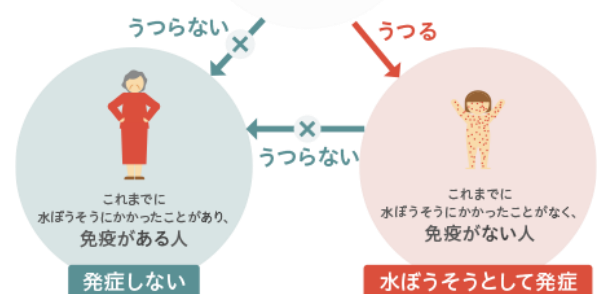 うつらない
うつる
うつらない
これまでに
水ぼうそうにかかったことがあり、
免疫がある人
発症しない
これまでに
水ぼうそうにかかったことがなく、
免疫がない人
水ぼうそうとして発症